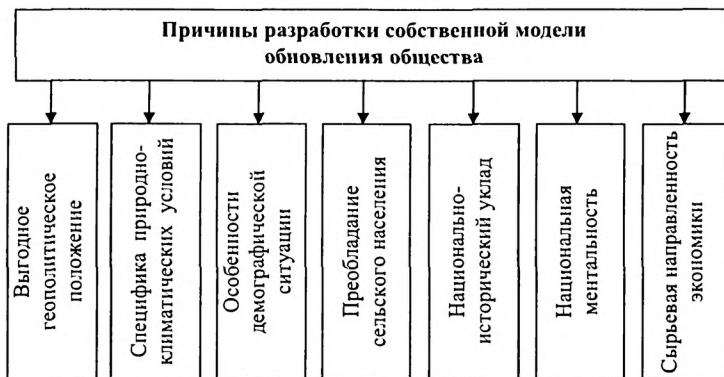 Причины разработки собственной модели
обновления общества
Выгодное
геополитическое
положение
Специфика природно-
климатических условий
Особенности
демографической
ситуации
Преобладание
сельского населения
Национально-
исторический уклад
Национальная
ментальность
Сырьевая направленность
экономики